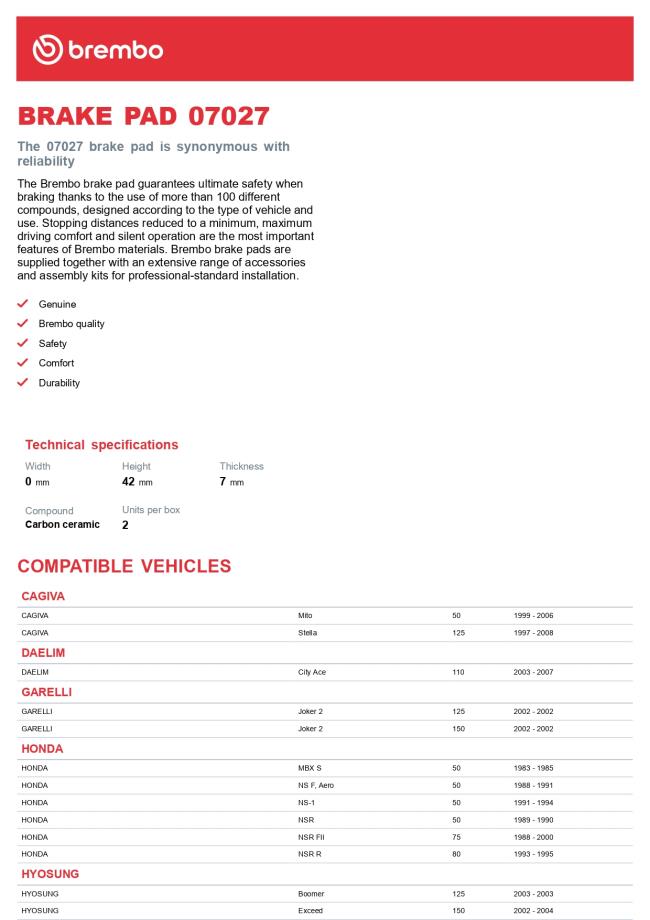 brembo
BRAKE PAD 07027
The 07027 brake pad is synonymous with
reliability
The Brembo brake pad guarantees ultimate safety when
braking thanks to the use of more than 100 different
compounds, designed according to the type of vehicle and
use. Stopping distances reduced to a minimum, maximum
driving comfort and silent operation are the most important
features of Brembo materials. Brembo brake pads are
supplied together with an extensive range of accessories
and assembly kits for professional-standard installation.
Genuine
Brembo quality
Safety
Comfort
Durability
Technical specifications
Width Height Thickness
0 mm 42 mm 7 mm
Compound Units per box
Carbon ceramic 2
COMPATIBLE VEHICLES
CAGIVA
CAGIVA Mito 50 1999 - 2006
CAGIVA Stella 125 1997 - 2008
DAELIM
DAELIM City Ace 110 2003 - 2007
GARELLI
GARELLI Joker 2 125 2002 - 2002
GARELLI Joker 2 150 2002 - 2002
HONDA
HONDA MBX S 50 1983 - 1985
HONDA NS F, Aero 50 1988 - 1991
HONDA NS-1 50 1991 - 1994
HONDA NSR 50 1989 - 1990
HONDA NSR FII 75 1988 - 2000
HONDA NSR R 80 1993 - 1995
HYOSUNG
HYOSUNG Boomer 125 2003 - 2003
HYOSUNG Exceed 150 2002 - 2004